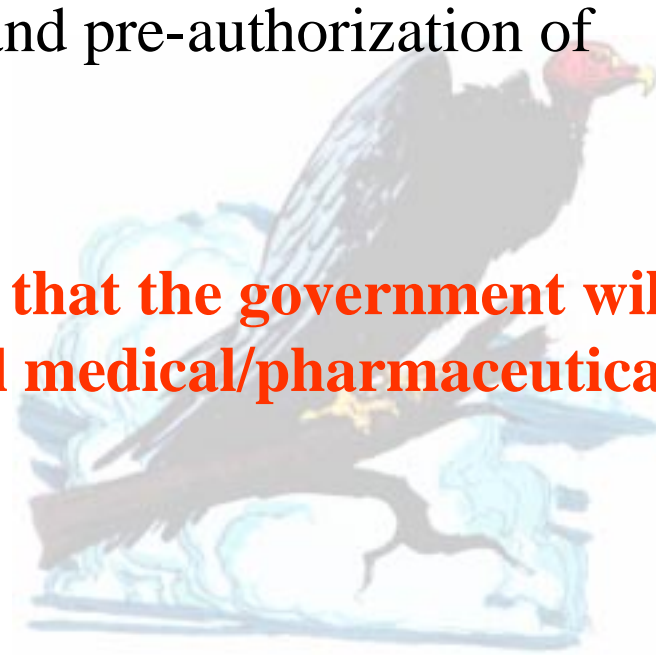 and pre-authorization of
that the government wil
l medical/pharmaceutica